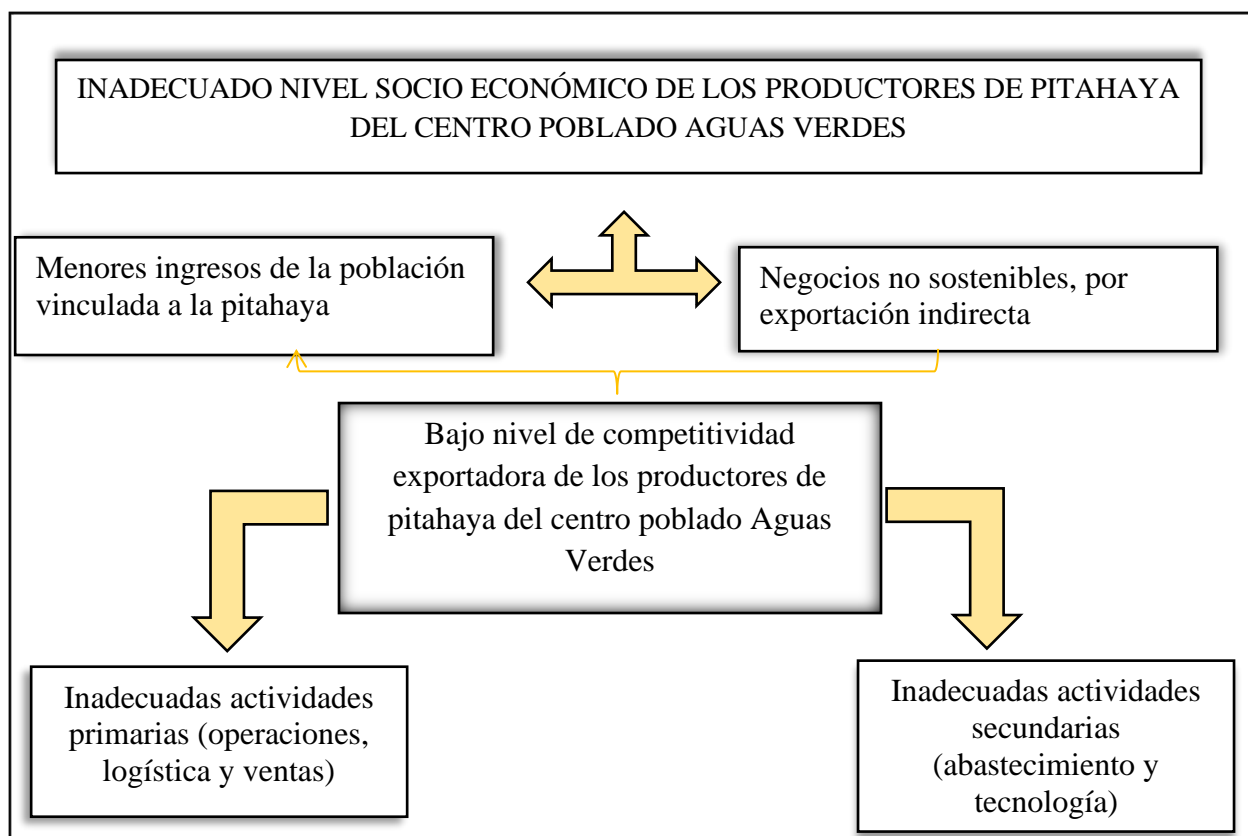 INADECUADO NIVEL SOCIO ECONÓMICO DE LOS PRODUCTORES DE PITAHAYA
DEL CENTRO POBLADO AGUAS VERDES
Menores ingresos de la población
vinculada a la pitahaya
Negocios no sostenibles, por
exportación indirecta
Bajo nivel de competitividad
exportadora de los productores de
pitahaya del centro poblado Aguas
Verdes
Inadecuadas actividades
primarias (operaciones,
logística y ventas)
Inadecuadas actividades
secundarias
(abastecimiento y
tecnología)